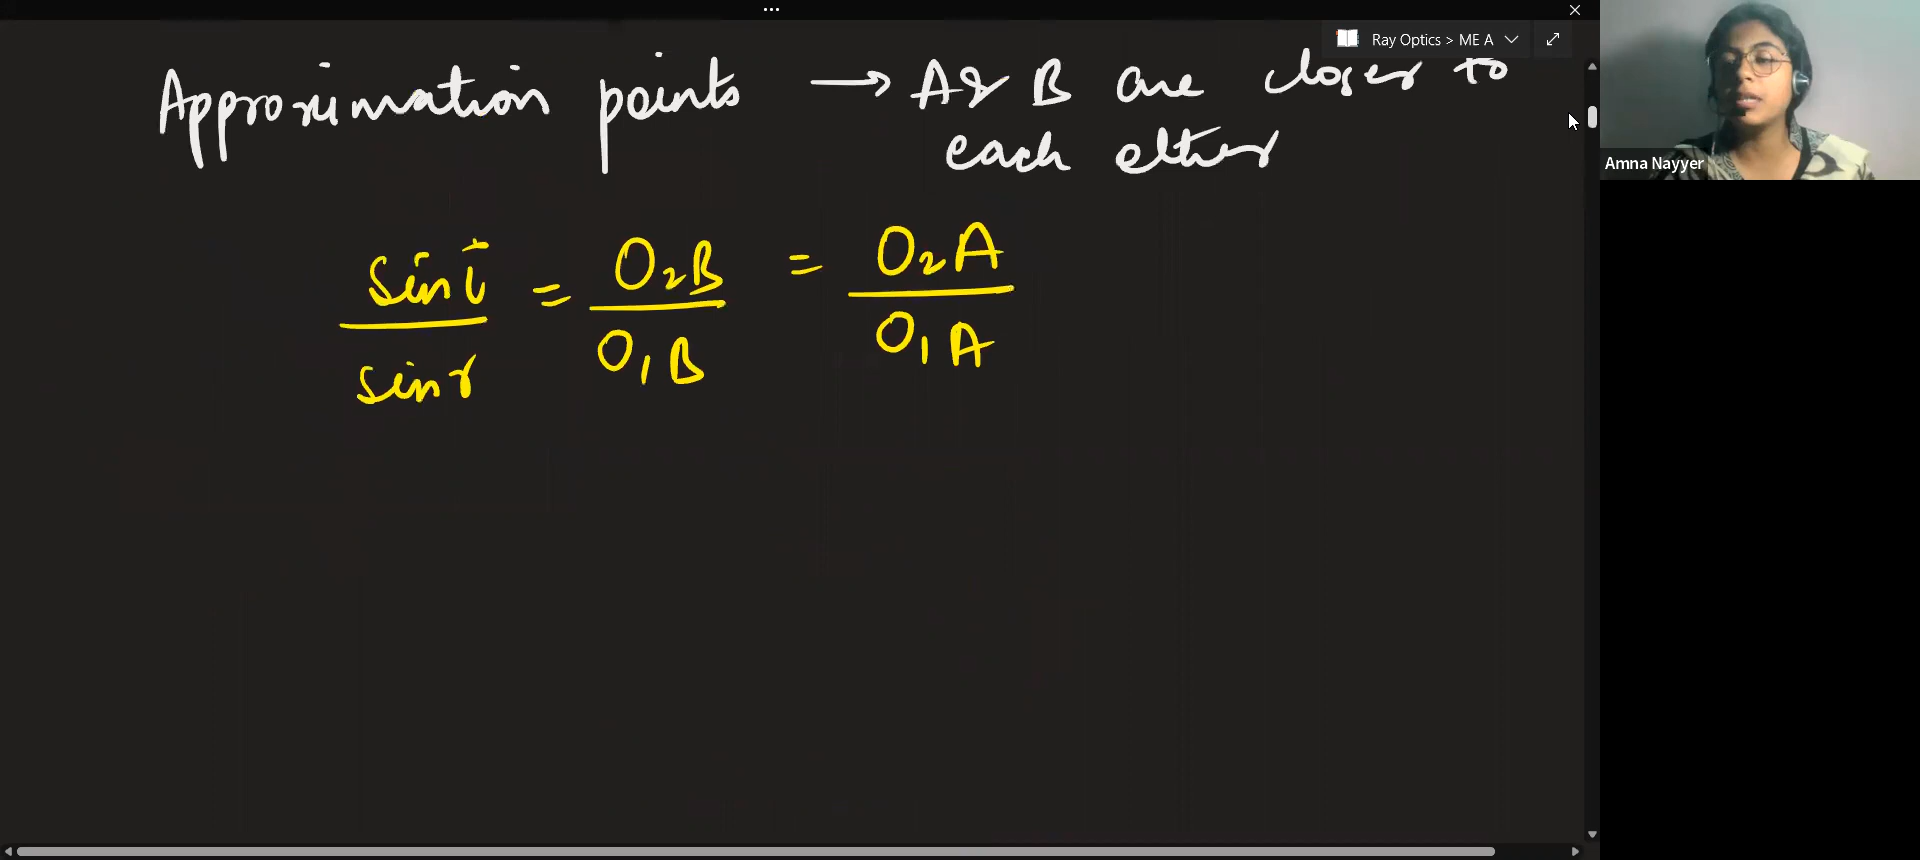 Ray Optics > ME A
Approximation points → A & B are closer to
each other
sin i / sin r = O₂B / O₁B = O₂A / O₁A
Amna Nayyer